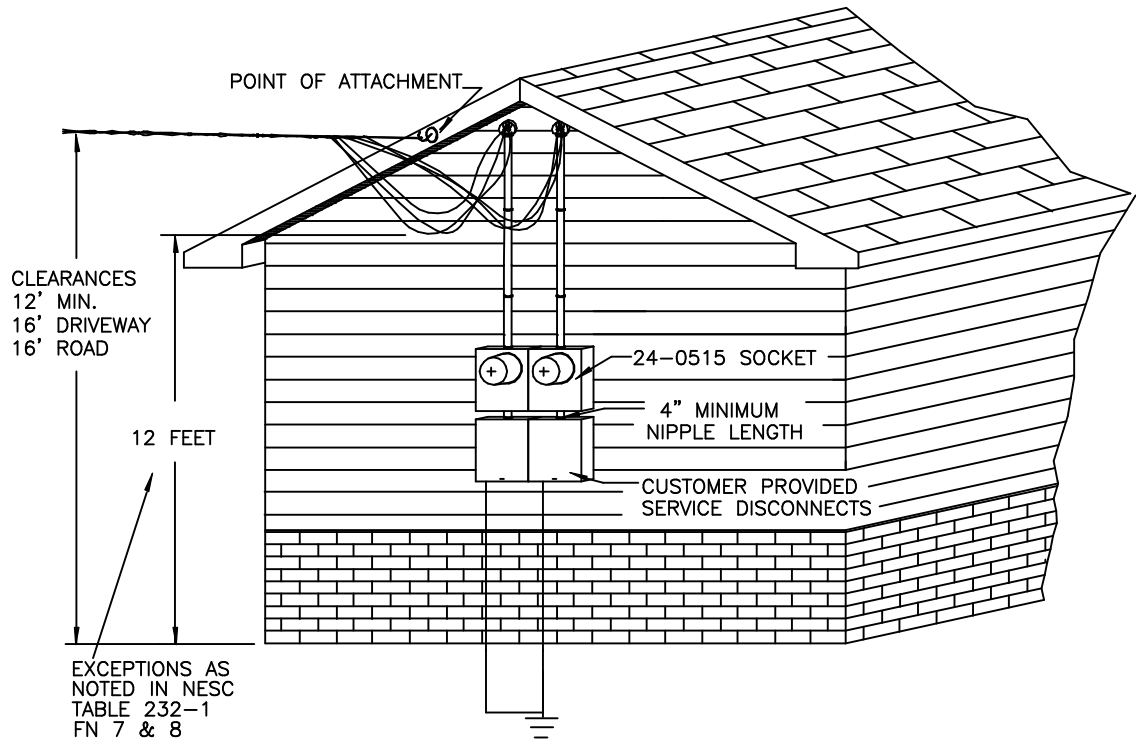 POINT OF ATTACHMENT
CLEARANCES
12' MIN.
16' DRIVEWAY
16' ROAD
12 FEET
24-0515 SOCKET
4" MINIMUM
NIPPLE LENGTH
CUSTOMER PROVIDED
SERVICE DISCONNECTS
EXCEPTIONS AS
NOTED IN NESC
TABLE 232-1
FN 7 & 8